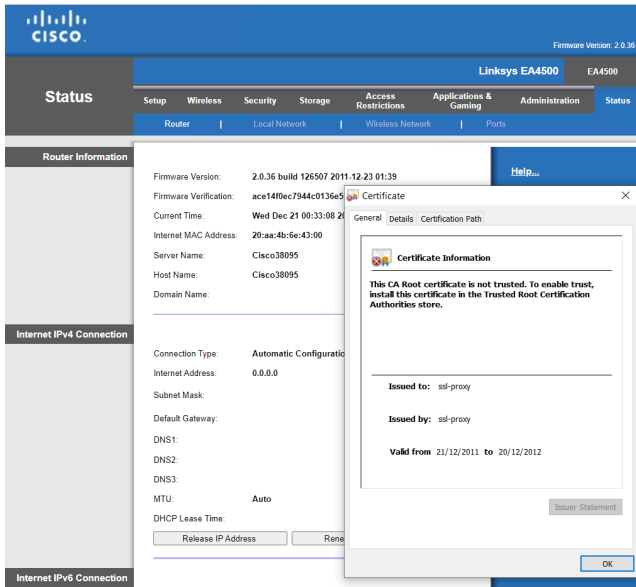 CISCO.
Firmware Version: 2.0.36
Linksys EA4500 EA4500
Status
Setup Wireless Security Storage Access Restrictions Applications & Gaming Administration Status
Router | Local Network | Wireless Network | Ports
Router Information
Help...
Firmware Version: 2.0.36 build 126507 2011-12-23 01:39
Firmware Verification: ace14f0ec7944c0136e5
Current Time: Wed Dec 21 00:33:08 20
Internet MAC Address: 20:aa:4b:6e:43:00
Server Name: Cisco38095
Host Name: Cisco38095
Domain Name:
Internet IPv4 Connection
Connection Type: Automatic Configuratio
Internet Address: 0.0.0.0
Subnet Mask:
Default Gateway:
DNS1:
DNS2:
DNS3:
MTU: Auto
DHCP Lease Time:
Release IP Address Rene
Internet IPv6 Connection
Certificate
General Details Certification Path
Certificate Information
This CA Root certificate is not trusted. To enable trust,
install this certificate in the Trusted Root Certification
Authorities store.
Issued to: ssl-proxy
Issued by: ssl-proxy
Valid from 21/12/2011 to 20/12/2012
Issuer Statement
OK